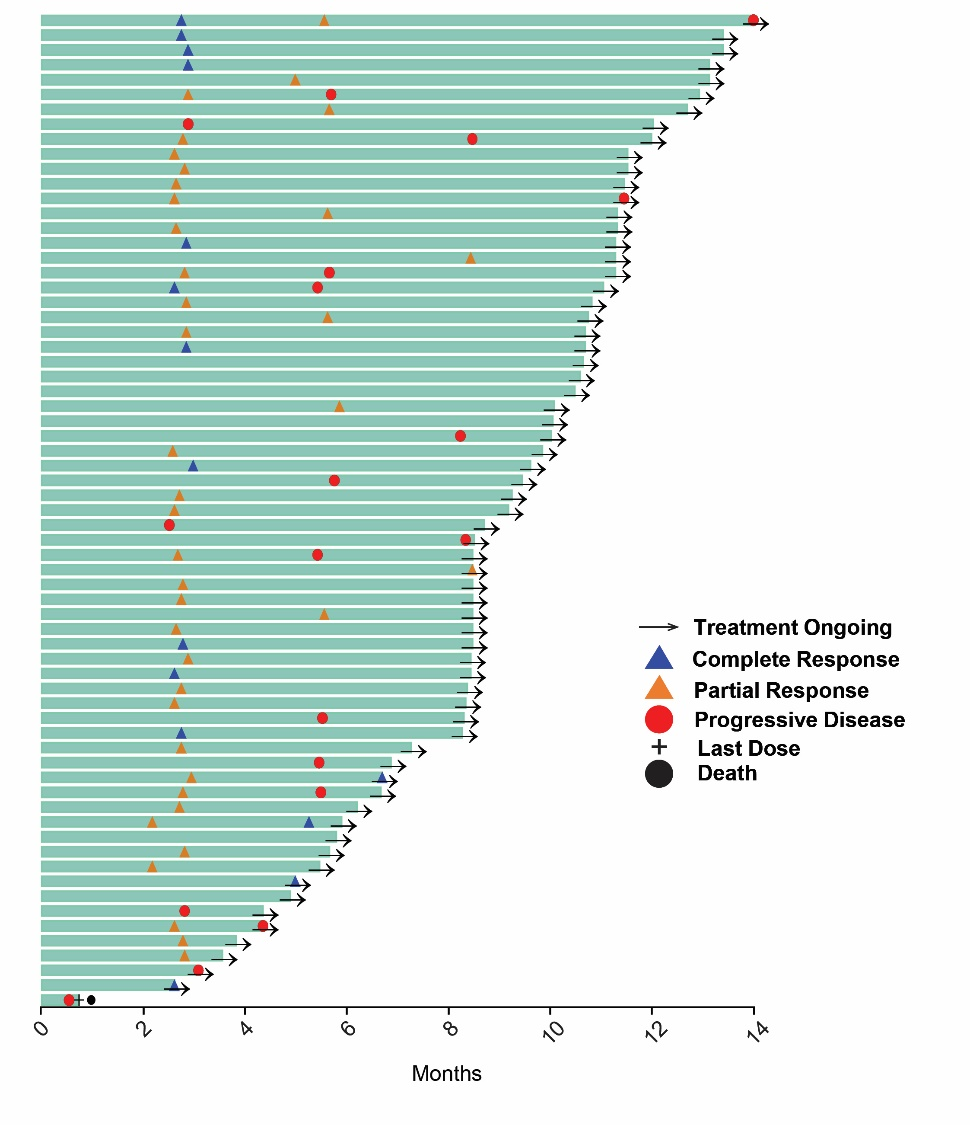 Treatment Ongoing
Complete Response
Partial Response
Progressive Disease
Last Dose
Death
0 2 4 6 8 10 12 14
Months